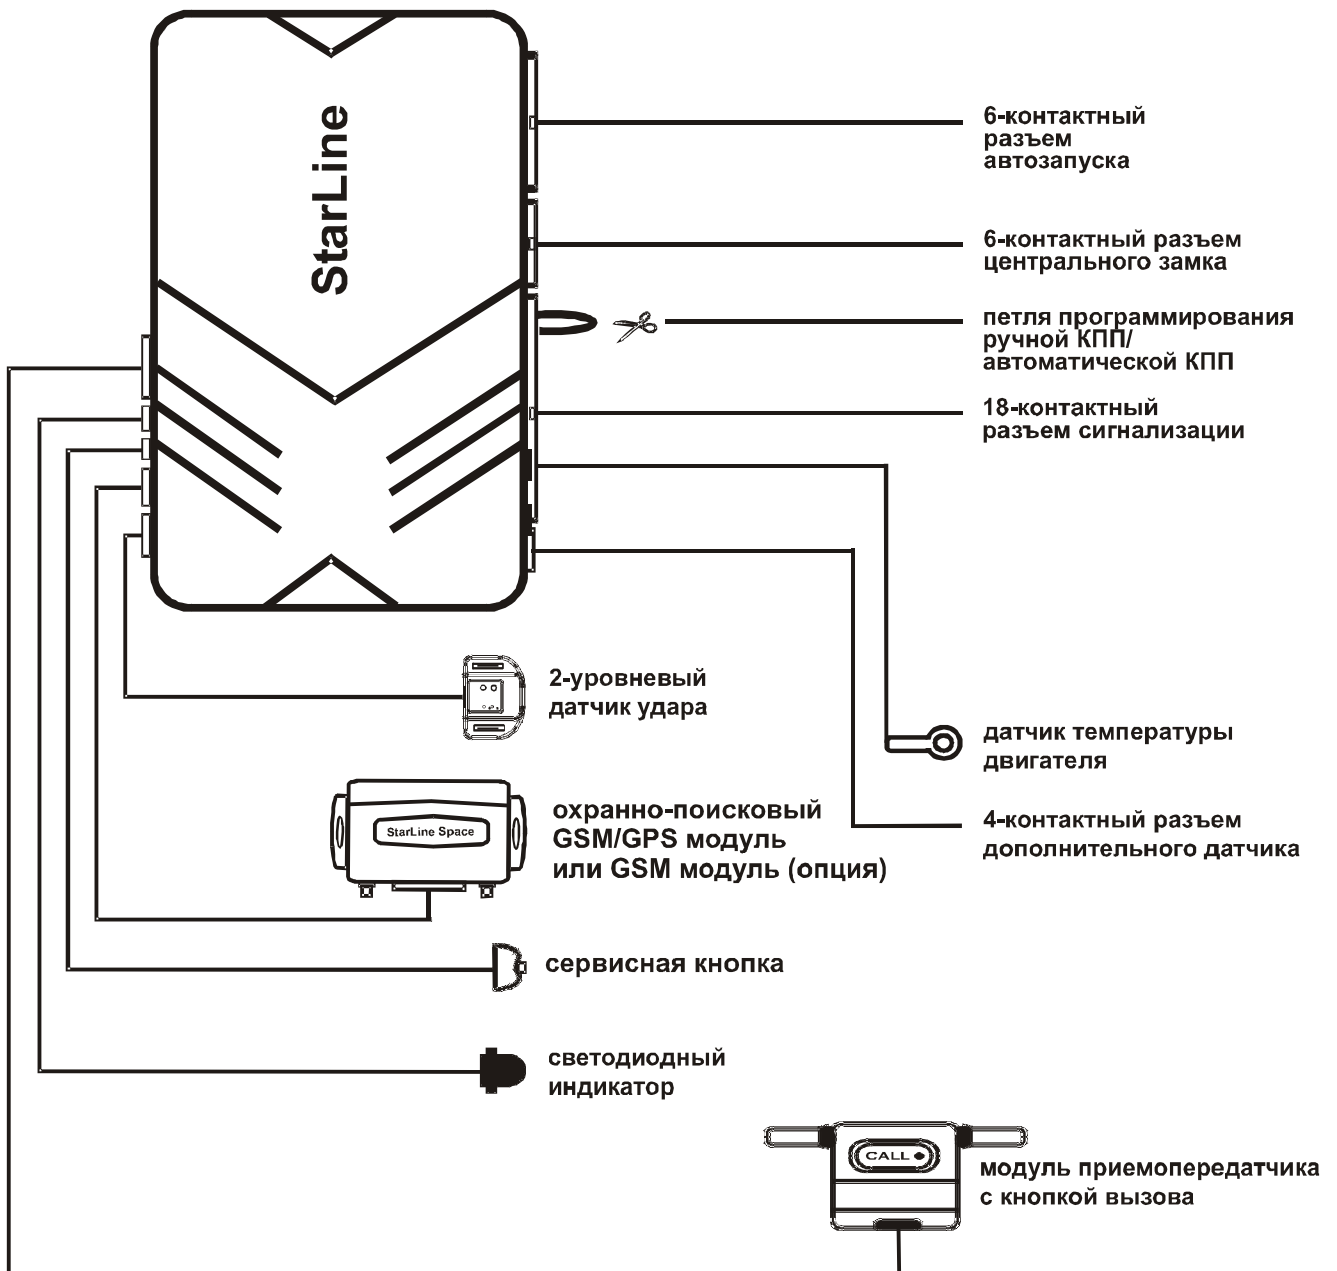 StarLine
6-контактный
разъем
автозапуска
6-контактный разъем
центрального замка
петля программирования
ручной КПП/
автоматической КПП
18-контактный
разъем сигнализации
2-уровневый
датчик удара
датчик температуры
двигателя
StarLine Space
охранно-поисковый
GSM/GPS модуль
или GSM модуль (опция)
4-контактный разъем
дополнительного датчика
сервисная кнопка
светодиодный
индикатор
CALL
модуль приемопередатчика
с кнопкой вызова